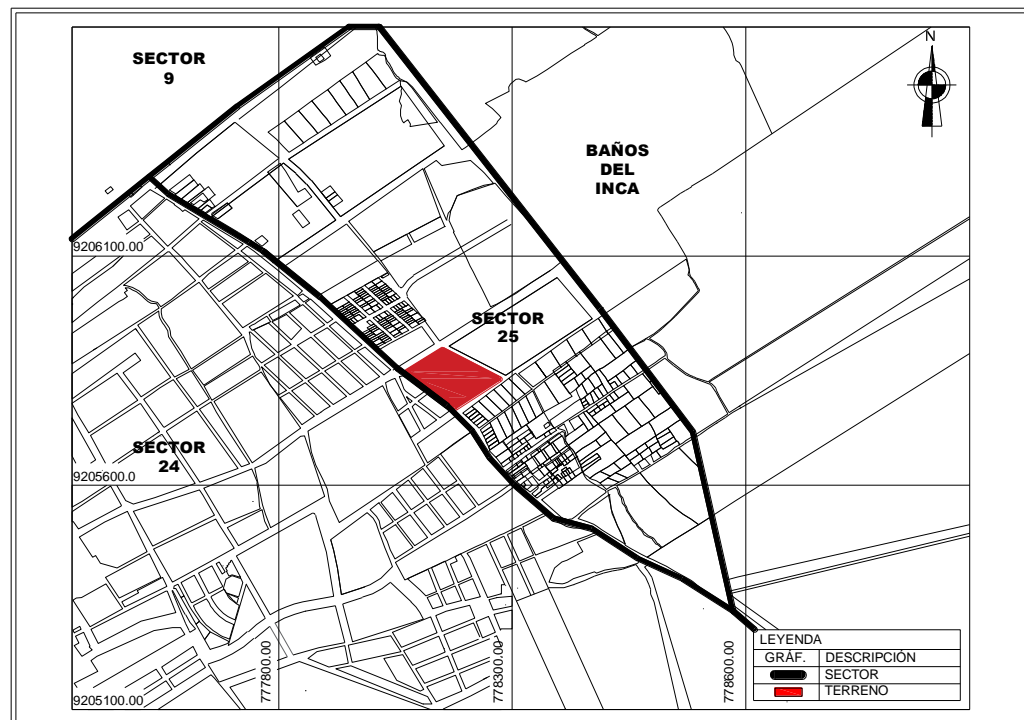 SECTOR
9
N
BAÑOS
DEL
INCA
9206100.00
SECTOR
25
SECTOR
24
9205600.0
9205100.00
777800.00
778300.00
778600.00
LEYENDA
GRÁF. DESCRIPCIÓN
SECTOR
TERRENO